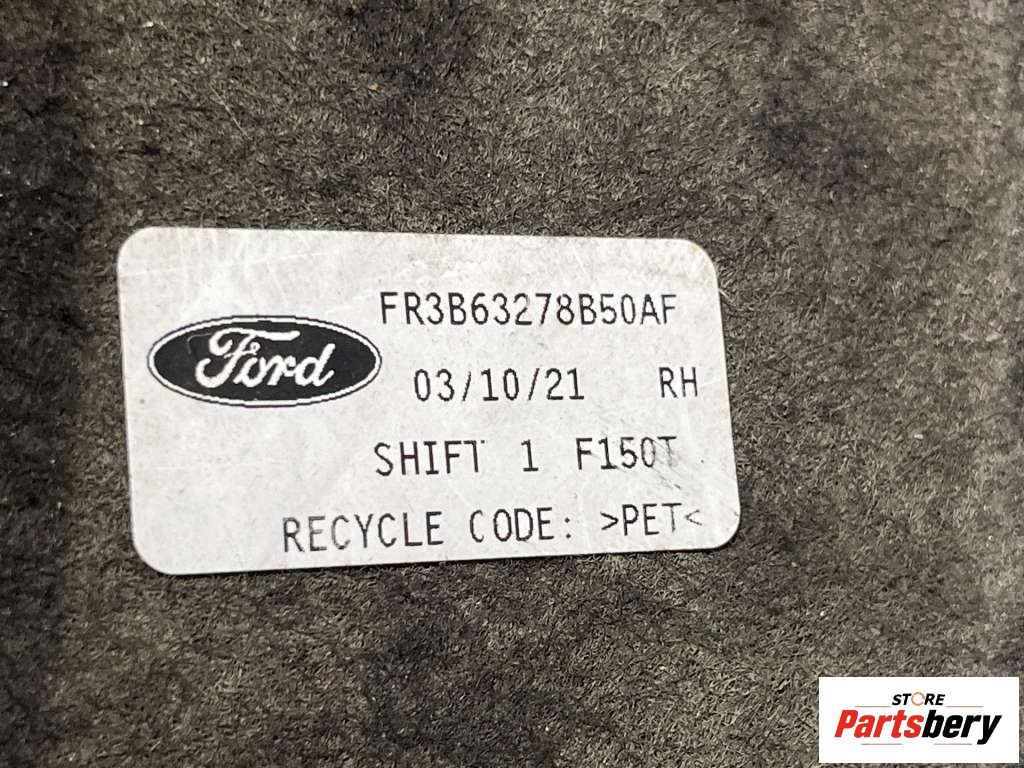 FR3B63278B50AF
Ford
03/10/21 RH
SHIFT 1 F150T
RECYCLE CODE: >PET<
STORE
Partsbery